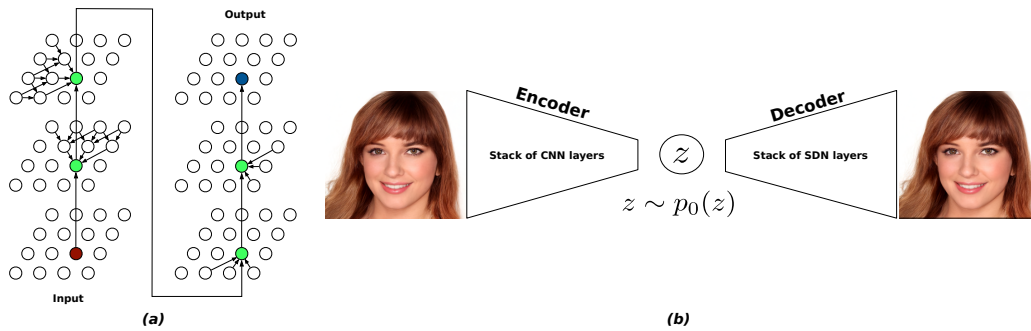 Output
Input
(a)
Encoder
Stack of CNN layers
z
z ∼ p₀(z)
Decoder
Stack of SDN layers
(b)